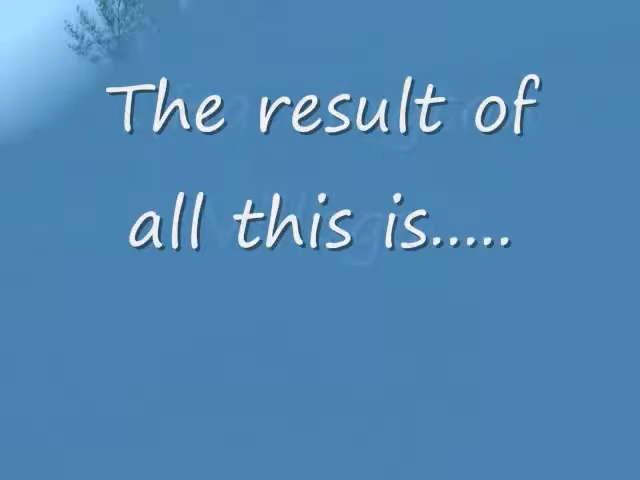 The result of
all this is.....